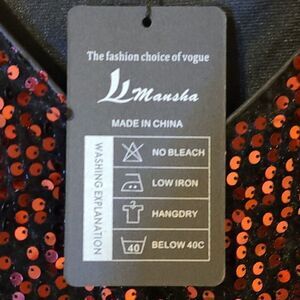 The fashion choice of vogue
Mansha
MADE IN CHINA
WASHING EXPLANATION
NO BLEACH
LOW IRON
HANGDRY
40
BELOW 40C